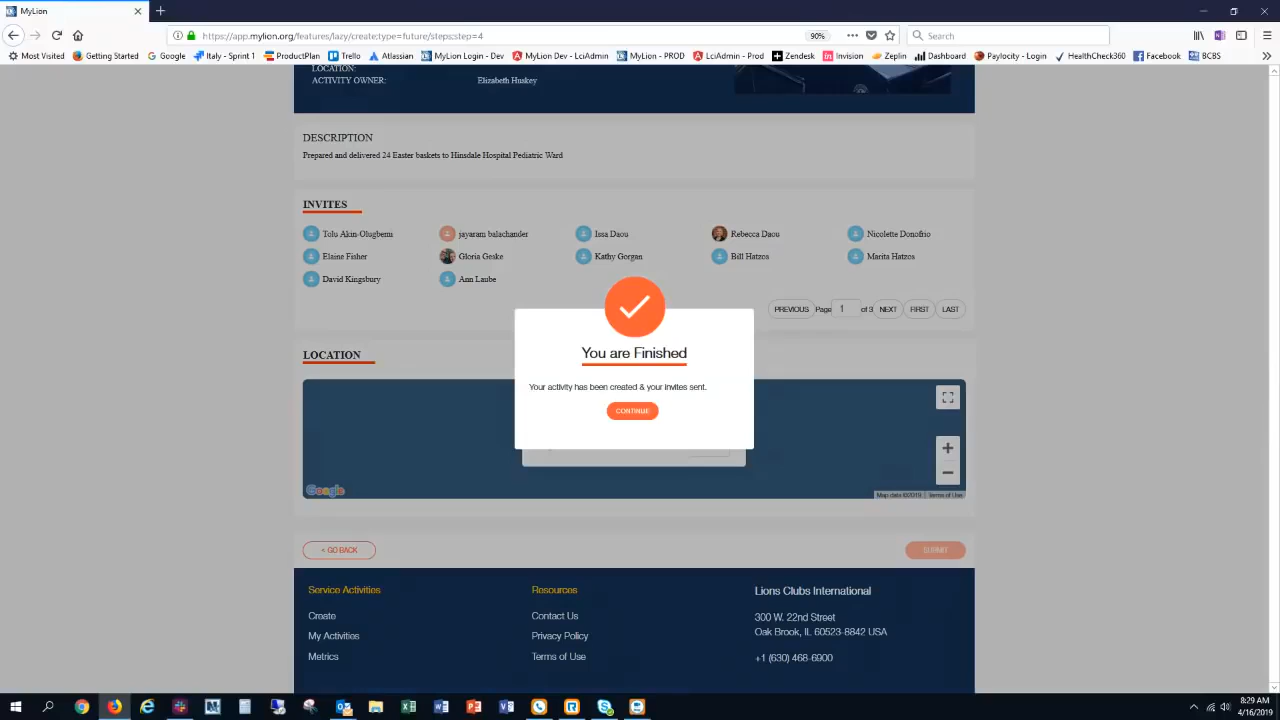 MyLion
https://app.mylion.org/features/lazy/create;type=future/steps;step=4
90%
Search
Most Visited
Getting Started
Google
Iaity - Sprint 1
ProductPlan
Trello
Atlassian
MyLion Login - Dev
MyLion Dev - LciAdmin
MyLion - PROD
LciAdmin - Prod
Zendesk
Invision
Zeplin
Dashboard
Paylocity - Login
HealthCheck360
Facebook
BCBS
LOCATION:
ACTIVITY OWNER: Elizabeth Huskey
DESCRIPTION
Prepared and delivered 24 Easter baskets to Hinsdale Hospital Pediatric Ward
INVITES
Tolu Akin-Olugbemi
jayaram balachander
Issa Daou
Rebecca Daou
Nicolette Donofrio
Elaine Fisher
Gloria Geske
Kathy Gorgan
Bill Hatzos
Marita Hatzos
David Kingsbury
Ann Laube
PREVIOUS Page 1 of 3 NEXT FIRST LAST
LOCATION
You are Finished
Your activity has been created & your invites sent.
CONTINUE
Google
Map data ©2019 Terms of Use
< GO BACK
SUBMIT
Service Activities
Create
My Activities
Metrics
Resources
Contact Us
Privacy Policy
Terms of Use
Lions Clubs International
300 W. 22nd Street
Oak Brook, IL 60523-8842 USA
+1 (630) 468-6900
8:29 AM
4/16/2019